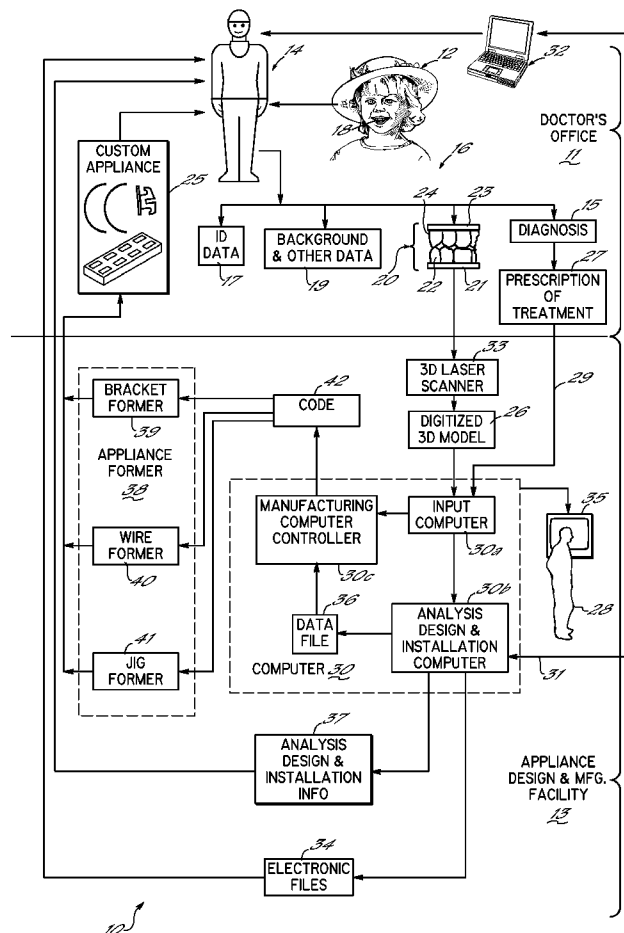 14
12
32
18
16
DOCTOR'S
OFFICE
11
CUSTOM
APPLIANCE
25
24
23
15
ID
DATA
17
BACKGROUND
& OTHER DATA
19
20
22
21
DIAGNOSIS
27
PRESCRIPTION
OF
TREATMENT
33
3D LASER
SCANNER
29
42
CODE
26
DIGITIZED
3D MODEL
BRACKET
FORMER
39
APPLIANCE
FORMER
38
MANUFACTURING
COMPUTER
CONTROLLER
30c
INPUT
COMPUTER
30a
35
28
WIRE
FORMER
40
36
DATA
FILE
30b
ANALYSIS
DESIGN &
INSTALLATION
COMPUTER
COMPUTER 30
31
41
JIG
FORMER
37
ANALYSIS
DESIGN &
INSTALLATION
INFO
APPLIANCE
DESIGN & MFG.
FACILITY
13
34
ELECTRONIC
FILES
10